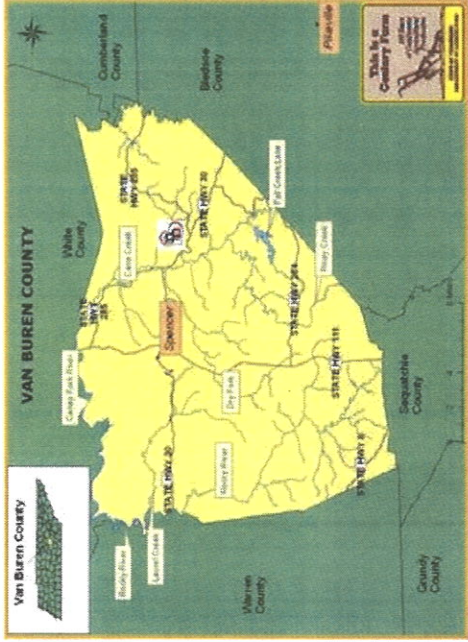 VAN BUREN COUNTY
Van Buren County
Cumberland
County
Bledsoe
County
Pikeville
This is a
Century Farm
White
County
STATE
HWY 285
STATE HWY 30
Cane Creek
STATE
HWY
285
Caney Fork River
Spencer
Fall Creek Lake
Piney Creek
STATE HWY 284
STATE HWY 111
Dry Fork
Rocky River
STATE HWY 30
STATE HWY 8
Rocky River
Laurel Creek
Warren
County
Sequatchie
County
Grundy
County